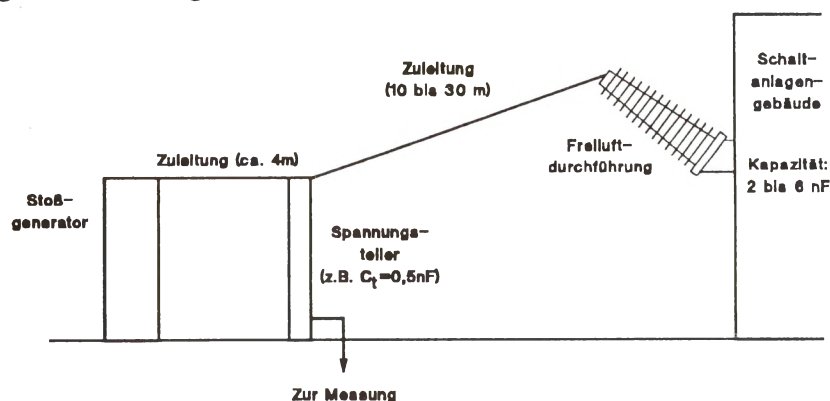 Zuleitung
(10 bis 30 m)
Schalt-
anlagen-
gebäude
Zuleitung (ca. 4m)
Freiluft-
durchführung
Kapazität:
2 bis 6 nF
Stoß-
generator
Spannungs-
teiler
(z.B. Ct=0,5nF)
Zur Messung